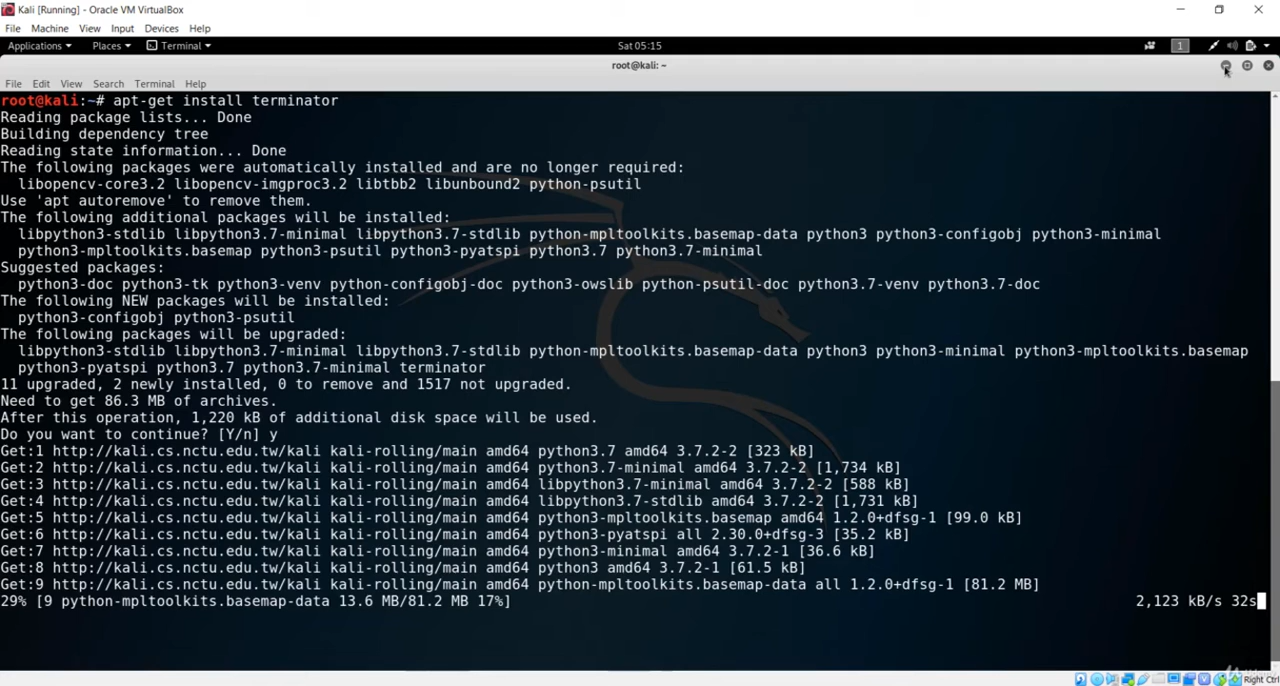 Kali [Running] - Oracle VM VirtualBox
File Machine View Input Devices Help
Applications Places Terminal Sat 05:15 1
root@kali: ~
File Edit View Search Terminal Help
root@kali:~# apt-get install terminator
Reading package lists... Done
Building dependency tree
Reading state information... Done
The following packages were automatically installed and are no longer required:
libopencv-core3.2 libopencv-imgproc3.2 libtbb2 libunbound2 python-psutil
Use 'apt autoremove' to remove them.
The following additional packages will be installed:
libpython3-stdlib libpython3.7-minimal libpython3.7-stdlib python-mpltoolkits.basemap-data python3 python3-configobj python3-minimal
python3-mpltoolkits.basemap python3-psutil python3-pyatspi python3.7 python3.7-minimal
Suggested packages:
python3-doc python3-tk python3-venv python-configobj-doc python3-owslib python-psutil-doc python3.7-venv python3.7-doc
The following NEW packages will be installed:
python3-configobj python3-psutil
The following packages will be upgraded:
libpython3-stdlib libpython3.7-minimal libpython3.7-stdlib python-mpltoolkits.basemap-data python3 python3-minimal python3-mpltoolkits.basemap
python3-pyatspi python3.7 python3.7-minimal terminator
11 upgraded, 2 newly installed, 0 to remove and 1517 not upgraded.
Need to get 86.3 MB of archives.
After this operation, 1,220 kB of additional disk space will be used.
Do you want to continue? [Y/n] y
Get:1 http://kali.cs.nctu.edu.tw/kali kali-rolling/main amd64 python3.7 amd64 3.7.2-2 [323 kB]
Get:2 http://kali.cs.nctu.edu.tw/kali kali-rolling/main amd64 python3.7-minimal amd64 3.7.2-2 [1,734 kB]
Get:3 http://kali.cs.nctu.edu.tw/kali kali-rolling/main amd64 libpython3.7-minimal amd64 3.7.2-2 [588 kB]
Get:4 http://kali.cs.nctu.edu.tw/kali kali-rolling/main amd64 libpython3.7-stdlib amd64 3.7.2-2 [1,731 kB]
Get:5 http://kali.cs.nctu.edu.tw/kali kali-rolling/main amd64 python3-mpltoolkits.basemap amd64 1.2.0+dfsg-1 [99.0 kB]
Get:6 http://kali.cs.nctu.edu.tw/kali kali-rolling/main amd64 python3-pyatspi all 2.30.0+dfsg-3 [35.2 kB]
Get:7 http://kali.cs.nctu.edu.tw/kali kali-rolling/main amd64 python3-minimal amd64 3.7.2-1 [36.6 kB]
Get:8 http://kali.cs.nctu.edu.tw/kali kali-rolling/main amd64 python3 amd64 3.7.2-1 [61.5 kB]
Get:9 http://kali.cs.nctu.edu.tw/kali kali-rolling/main amd64 python-mpltoolkits.basemap-data all 1.2.0+dfsg-1 [81.2 MB]
29% [9 python-mpltoolkits.basemap-data 13.6 MB/81.2 MB 17%] 2,123 kB/s 32s
Right Ctrl